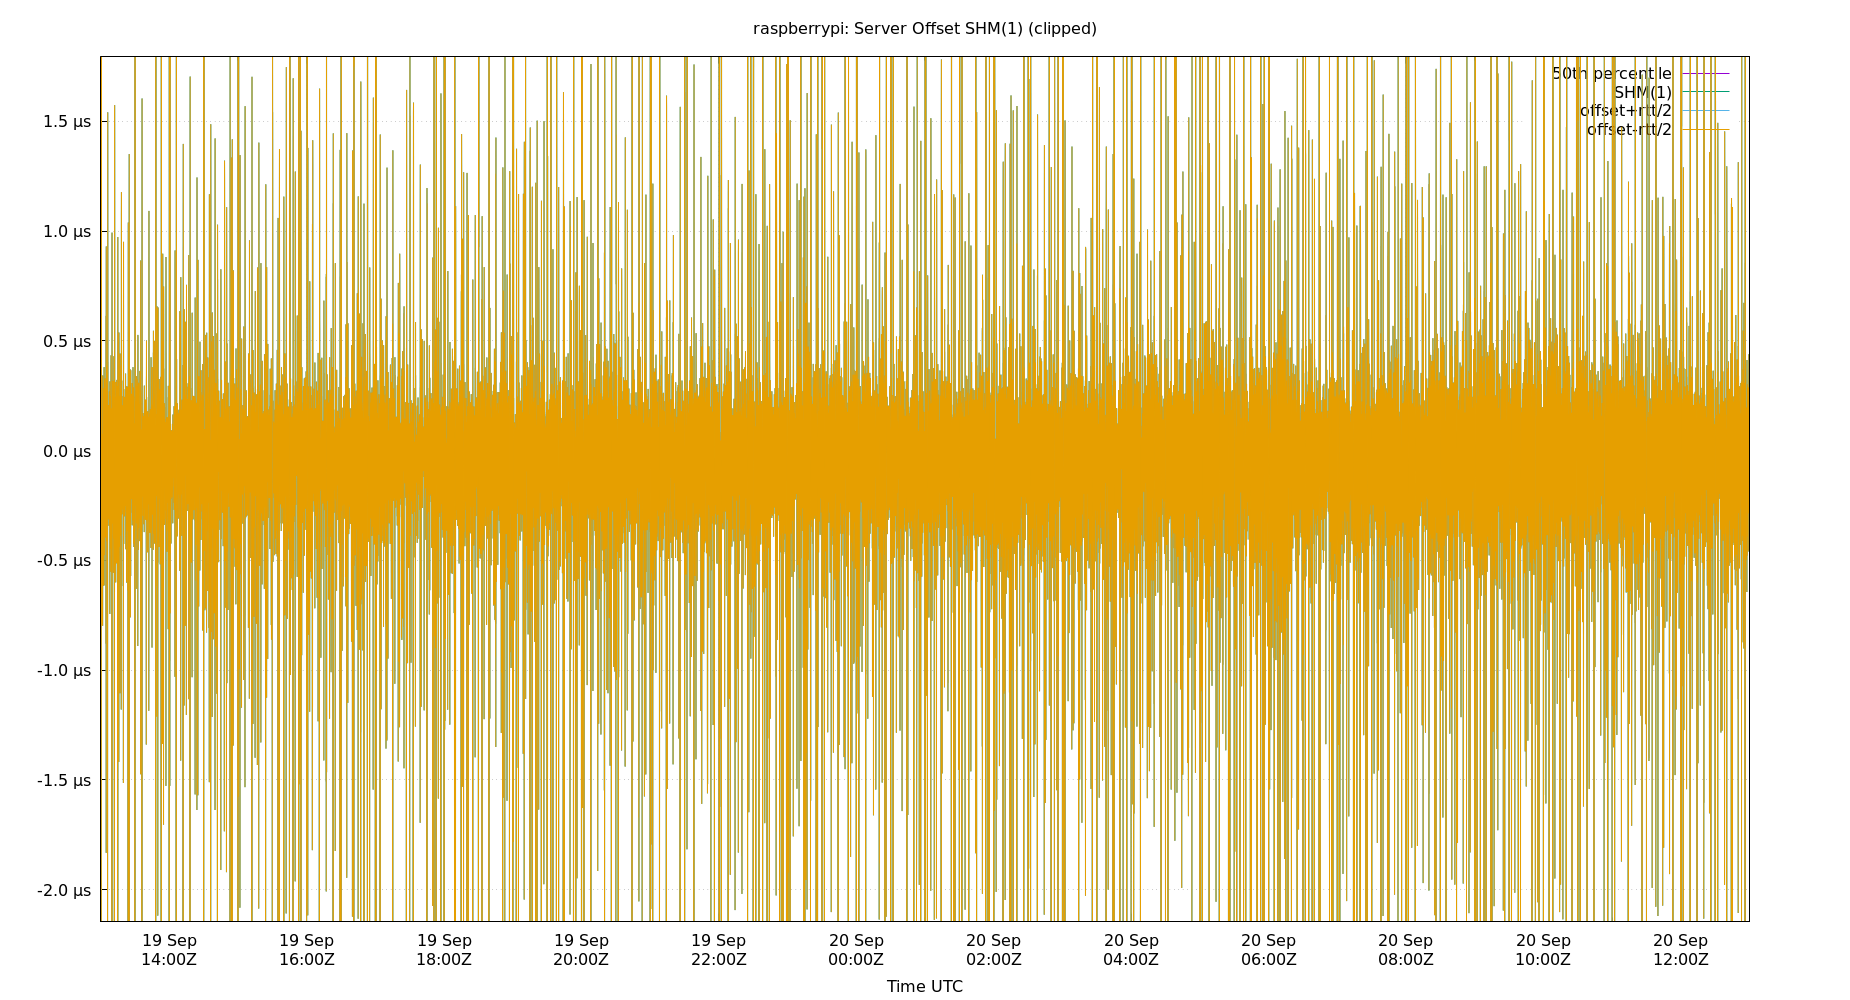 raspberrypi: Server Offset SHM(1) (clipped)
50th percentile
SHM(1)
offset+rtt/2
offset-rtt/2
1.5 µs
1.0 µs
0.5 µs
0.0 µs
-0.5 µs
-1.0 µs
-1.5 µs
-2.0 µs
19 Sep 19 Sep 19 Sep 19 Sep 19 Sep 20 Sep 20 Sep 20 Sep 20 Sep 20 Sep 20 Sep 20 Sep
14:00Z 16:00Z 18:00Z 20:00Z 22:00Z 00:00Z 02:00Z 04:00Z 06:00Z 08:00Z 10:00Z 12:00Z
Time UTC